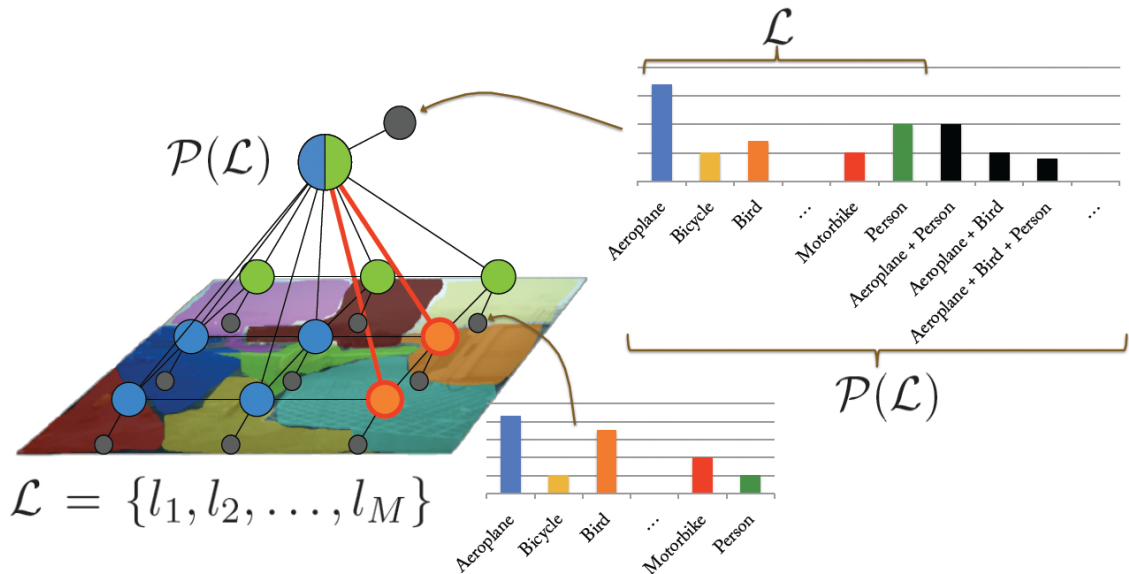 ℒ
𝒫(ℒ)
Aeroplane
Bicycle
Bird
...
Motorbike
Person
Aeroplane + Person
Aeroplane + Bird
Aeroplane + Bird + Person
...
𝒫(ℒ)
ℒ = {l₁, l₂, . . . , l_M}
Aeroplane
Bicycle
Bird
...
Motorbike
Person